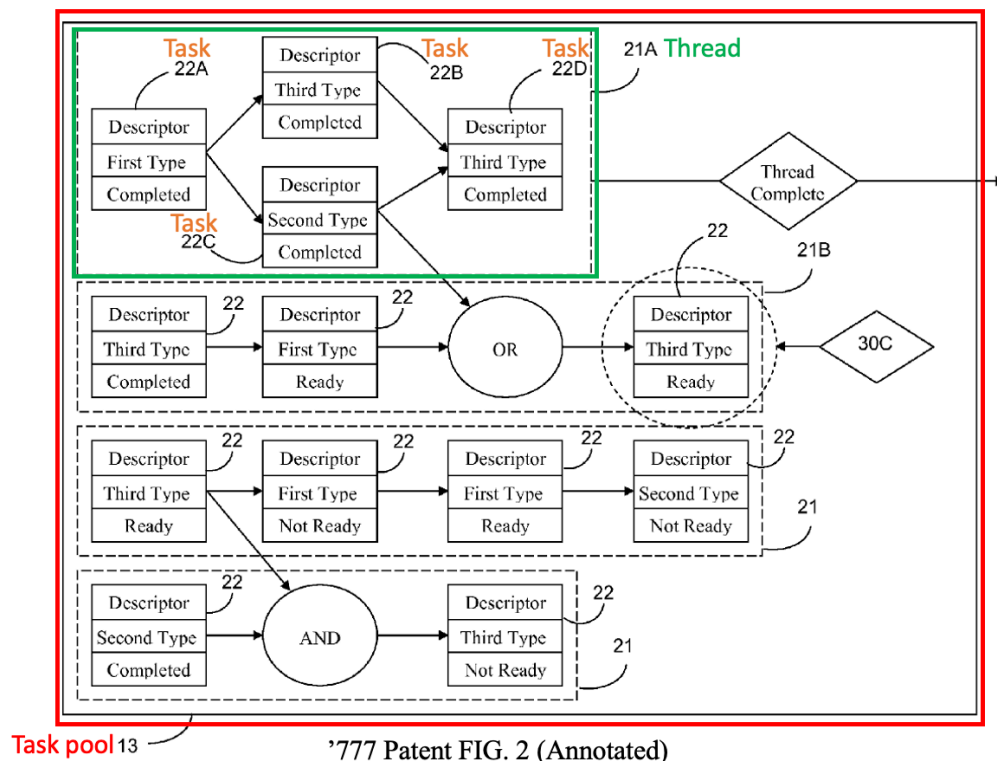 Task
22A
Descriptor
First Type
Completed
Descriptor
Third Type
Completed
Task
22B
Descriptor
Second Type
Completed
Task
22C
Task
22D
Descriptor
Third Type
Completed
21A Thread
Thread
Complete
21B
Descriptor
Third Type
Completed
22
Descriptor
First Type
Ready
22
OR
22
Descriptor
Third Type
Ready
30C
Descriptor
Third Type
Ready
22
Descriptor
First Type
Not Ready
22
Descriptor
First Type
Ready
22
Descriptor
Second Type
Not Ready
22
21
Descriptor
Second Type
Completed
22
AND
Descriptor
Third Type
Not Ready
22
21
Task pool 13
’777 Patent FIG. 2 (Annotated)